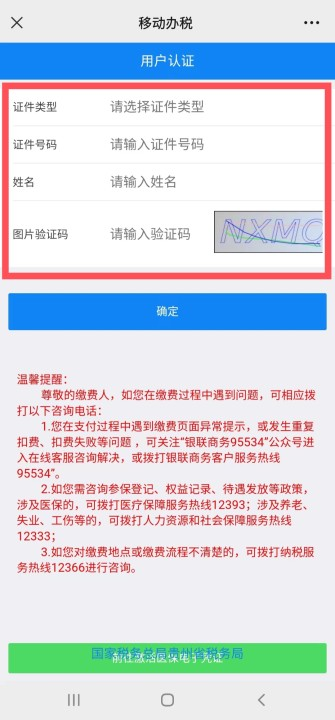 移动办税
用户认证
证件类型 请选择证件类型
证件号码 请输入证件号码
姓名 请输入姓名
图片验证码 请输入验证码 NXMC
确定
温馨提醒：
尊敬的缴费人，如您在缴费过程中遇到问题，可相应拨
打以下咨询电话：
1.您在支付过程中遇到缴费页面异常提示，或发生重复
扣费、扣费失败等问题 ，可关注“银联商务95534”公众号进
入在线客服咨询解决，或拨打银联商务客户服务热线
95534”。
2.如您需咨询参保登记、权益记录、待遇发放等政策，
涉及医保的，可拨打医疗保障服务热线12393；涉及养老、
失业、工伤等的，可拨打人力资源和社会保障服务热线
12333；
3.如您对缴费地点或缴费流程不清楚的，可拨打纳税服
务热线12366进行咨询。
国家税务总局贵州省税务局
前往激活医保电子凭证